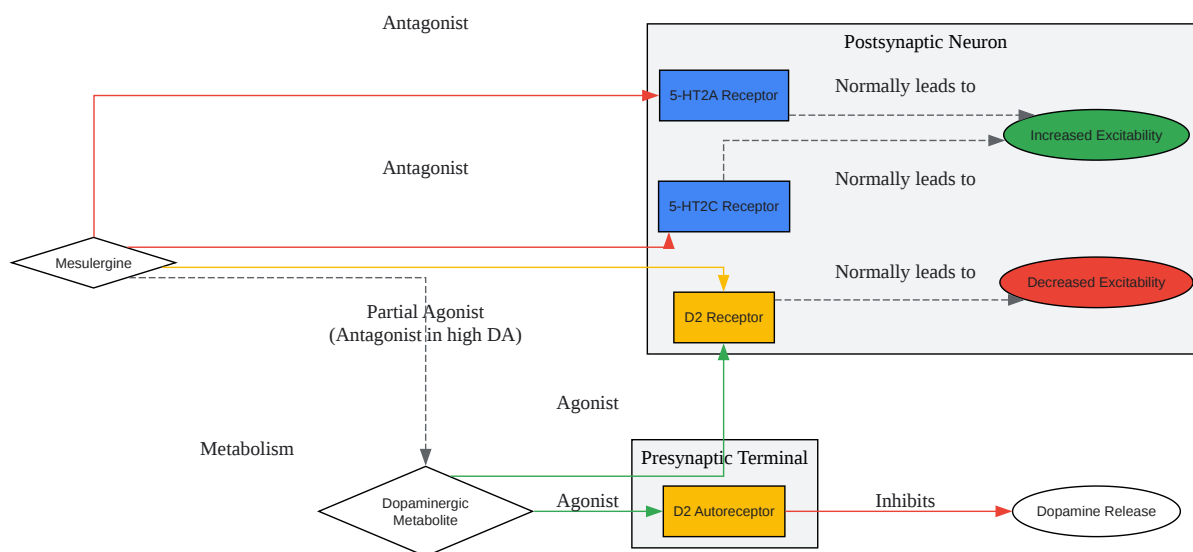 Antagonist
Postsynaptic Neuron
5-HT2A Receptor
Normally leads to
Increased Excitability
Antagonist
Normally leads to
5-HT2C Receptor
Mesulergine
Normally leads to
Decreased Excitability
Partial Agonist
(Antagonist in high DA)
D2 Receptor
Agonist
Metabolism
Presynaptic Terminal
Dopaminergic
Metabolite
Agonist
D2 Autoreceptor
Inhibits
Dopamine Release